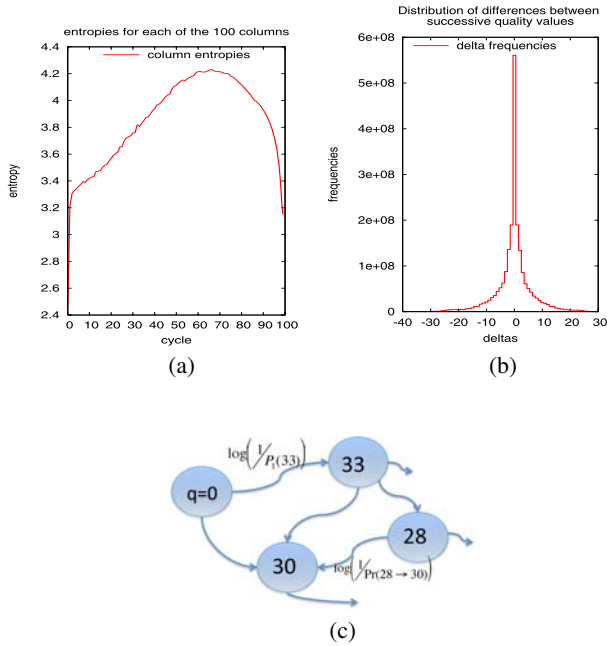 entropies for each of the 100 columns
column entropies
4.4
4.2
4
3.8
3.6
3.4
3.2
3
2.8
2.6
2.4
entropy
0 10 20 30 40 50 60 70 80 90 100
cycle
(a)
Distribution of differences between
successive quality values
delta frequencies
6e+08
5e+08
4e+08
3e+08
2e+08
1e+08
0
frequencies
-40 -30 -20 -10 0 10 20 30
deltas
(b)
log(1/P₁(33))
33
q=0
28
30
log(1/Pr(28 → 30))
(c)